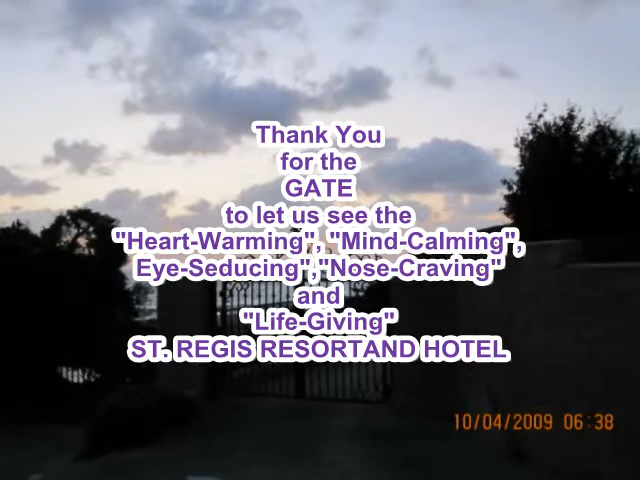 Thank You
for the
GATE
to let us see the
"Heart-Warming", "Mind-Calming",
Eye-Seducing","Nose-Craving"
and
"Life-Giving"
ST. REGIS RESORTAND HOTEL
10/04/2009 06:38